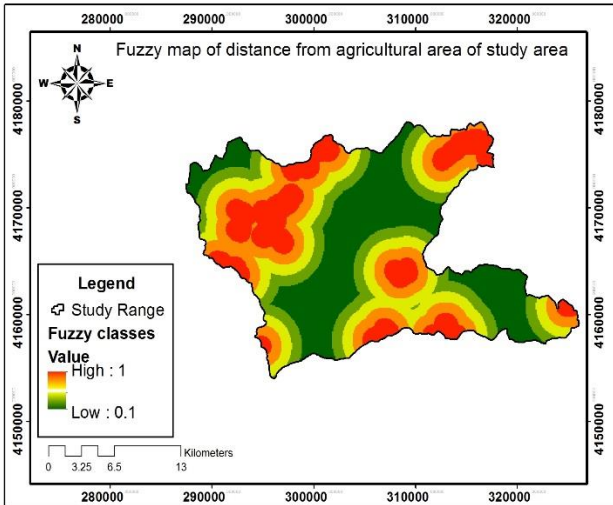 280000 290000 300000 310000 320000
Fuzzy map of distance from agricultural area of study area
N
W E
S
4180000 4180000
4170000 4170000
4160000 4160000
4150000 4150000
Legend
Study Range
Fuzzy classes
Value
High : 1
Low : 0.1
Kilometers
0 3.25 6.5 13
280000 290000 300000 310000 320000